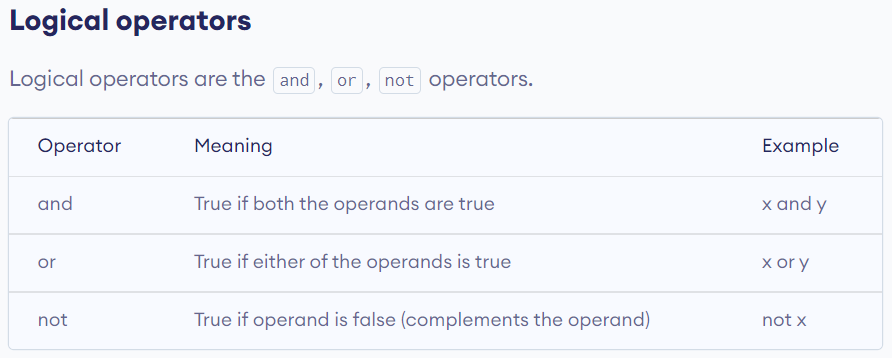 Logical operators
Logical operators are the and, or, not operators.
Operator Meaning Example
and True if both the operands are true x and y
or True if either of the operands is true x or y
not True if operand is false (complements the operand) not x